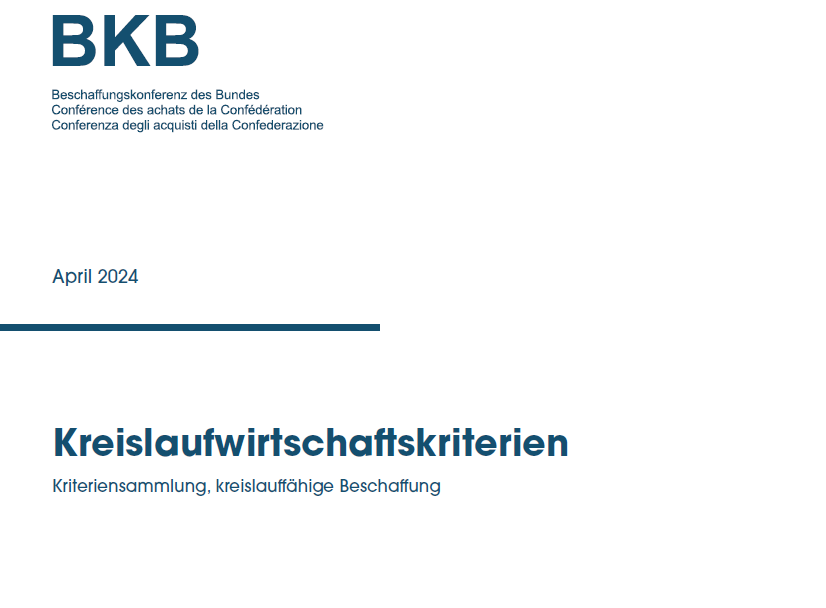 BKB
Beschaffungskonferenz des Bundes
Conférence des achats de la Confédération
Conferenza degli acquisti della Confederazione
April 2024
Kreislaufwirtschaftskriterien
Kriteriensammlung, kreislauffähige Beschaffung